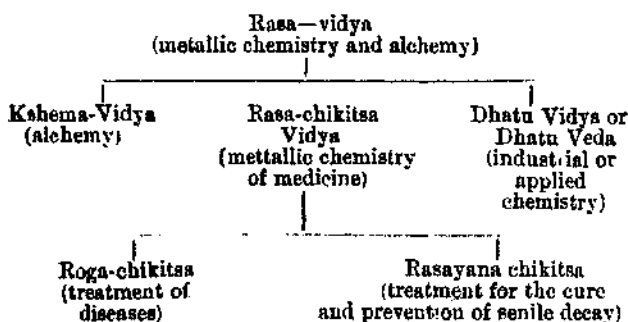 Rasa—vidya
(metallic chemistry and alchemy)
Kshema-Vidya
(alchemy)
Rasa-chikitsa
Vidya
(mettallic chemistry
of medicine)
Dhatu Vidya or
Dhatu Veda
(industrial or
applied
chemistry)
Roga-chikitsa
(treatment of
diseases)
Rasayana chikitsa
(treatment for the cure
and prevention of senile decay)